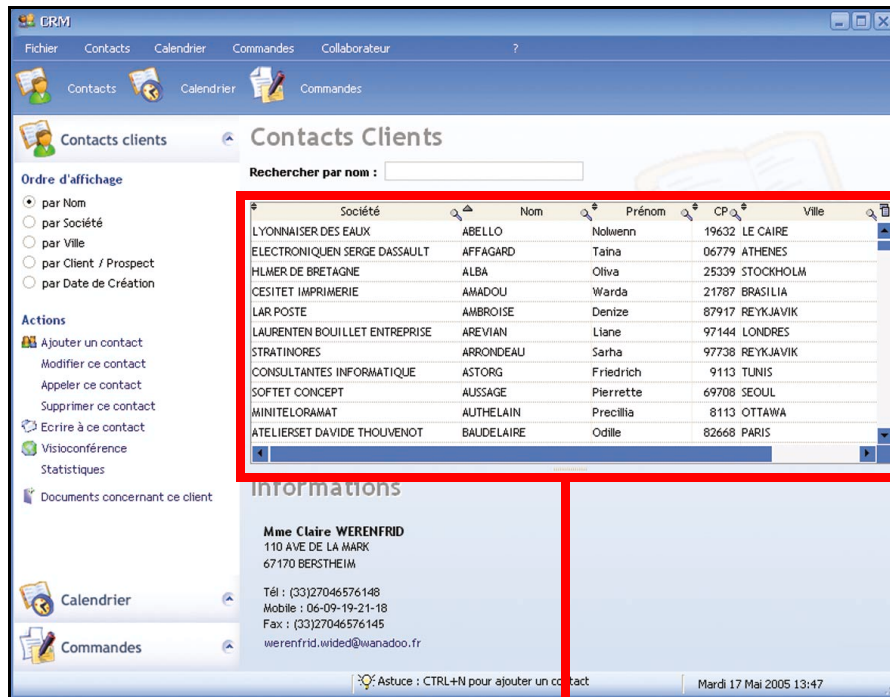 CRM
Fichier Contacts Calendrier Commandes Collaborateur ?
Contacts Calendrier Commandes
Contacts clients
Ordre d'affichage
par Nom
par Société
par Ville
par Client / Prospect
par Date de Création
Actions
Ajouter un contact
Modifier ce contact
Appeler ce contact
Supprimer ce contact
Ecrire à ce contact
Visioconférence
Statistiques
Documents concernant ce client
Calendrier
Commandes
Contacts Clients
Rechercher par nom :
Société Nom Prénom CP Ville
LYONNAISER DES EAUX ABELLO Nolwenn 19632 LE CAIRE
ELECTRONIQUEN SERGE DASSAULT AFFAGARD Taina 06779 ATHENES
HLMER DE BRETAGNE ALBA Oliva 25339 STOCKHOLM
CESITET IMPRIMERIE AMADOU Warda 21787 BRASILIA
LAR POSTE AMBROISE Denize 87917 REYKJAVIK
LAURENTEN BOUILLET ENTREPRISE AREVIAN Liane 97144 LONDRES
STRATINORES ARRONDEAU Sarha 97738 REYKJAVIK
CONSULTANTES INFORMATIQUE ASTORG Friedrich 9113 TUNIS
SOFTET CONCEPT AUSSAGE Pierrette 69708 SEOUL
MINITELORAMAT AUTHELAIN Precillia 8113 OTTAWA
ATELIERSET DAVIDE THOUVENOT BAUDELAIRE Odille 82668 PARIS
Informations
Mme Claire WERENFRID
110 AVE DE LA MARK
67170 BERSTHEIM
Tél : (33)27046576148
Mobile : 06-09-19-21-18
Fax : (33)27046576145
werenfrid.wided@wanadoo.fr
Astuce : CTRL+N pour ajouter un contact
Mardi 17 Mai 2005 13:47